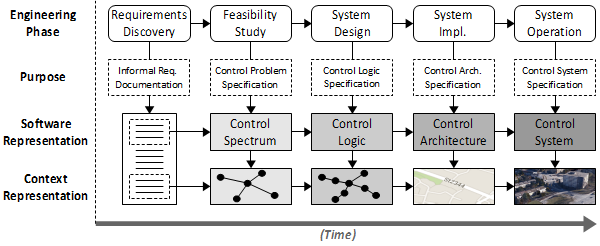 Engineering
Phase
Requirements
Discovery
Feasibility
Study
System
Design
System
Impl.
System
Operation
Purpose
Informal Req.
Documentation
Control Problem
Specification
Control Logic
Specification
Control Arch.
Specification
Control System
Specification
Software
Representation
Control
Spectrum
Control
Logic
Control
Architecture
Control
System
Context
Representation
(Time)